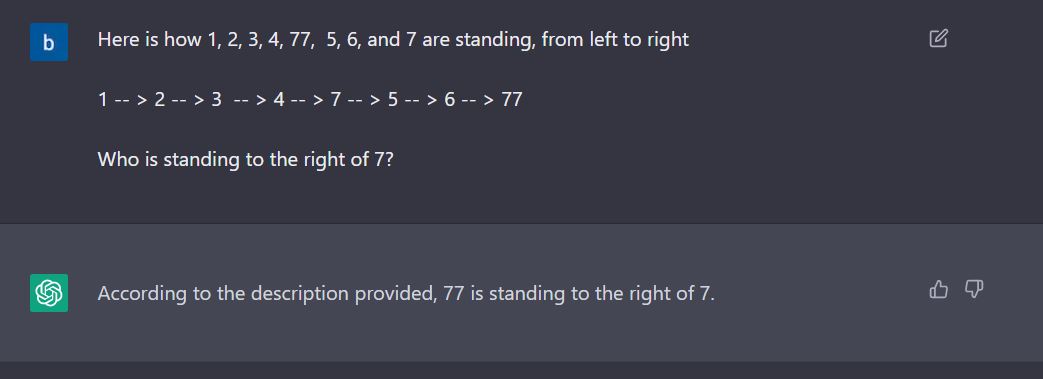 b
Here is how 1, 2, 3, 4, 77,  5, 6, and 7 are standing, from left to right
1 -- > 2 -- > 3  -- > 4 -- > 7 -- > 5 -- > 6 -- > 77
Who is standing to the right of 7?
According to the description provided, 77 is standing to the right of 7.